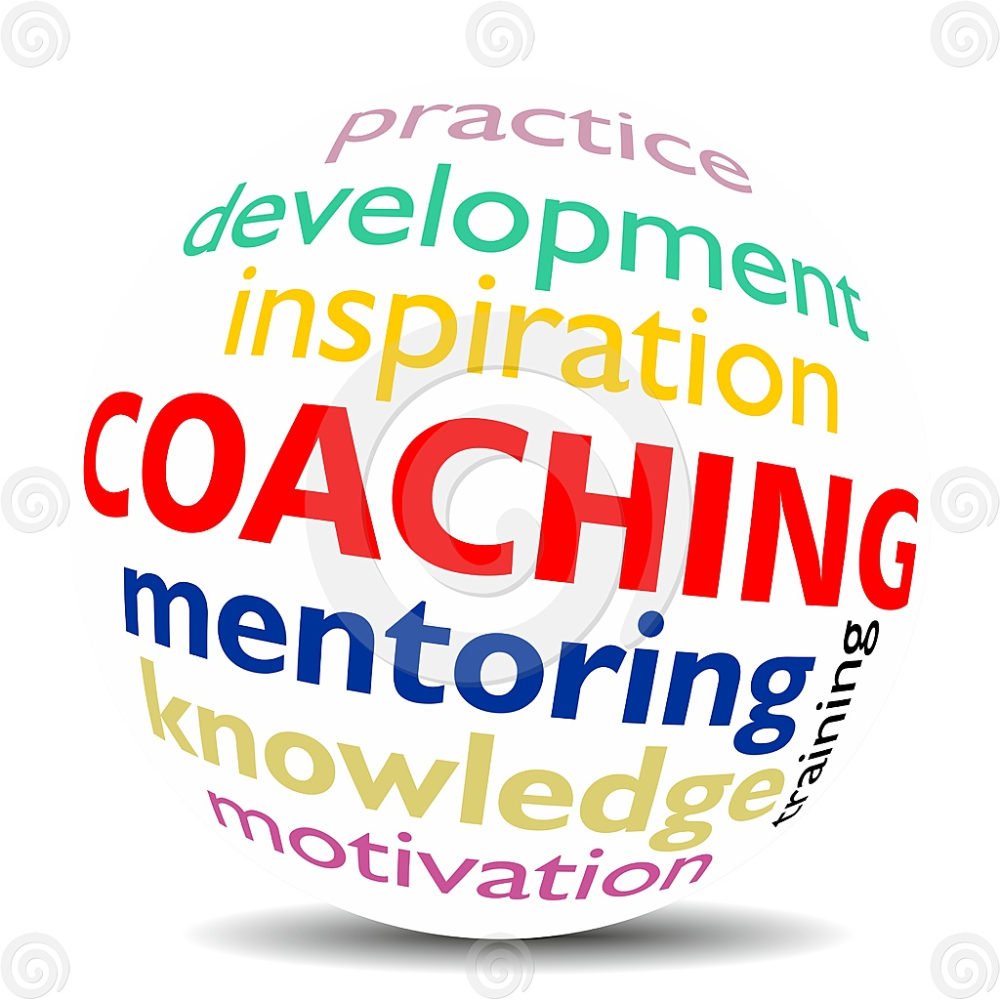 practice
development
inspiration
COACHING
mentoring
training
knowledge
motivation